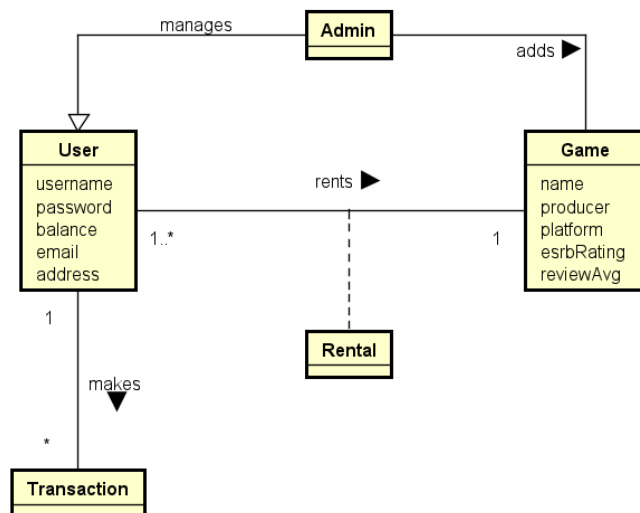 manages
Admin
adds
User
username
password
balance
email
address
rents
Game
name
producer
platform
esrbRating
reviewAvg
1..*
1
1
Rental
makes
*
Transaction